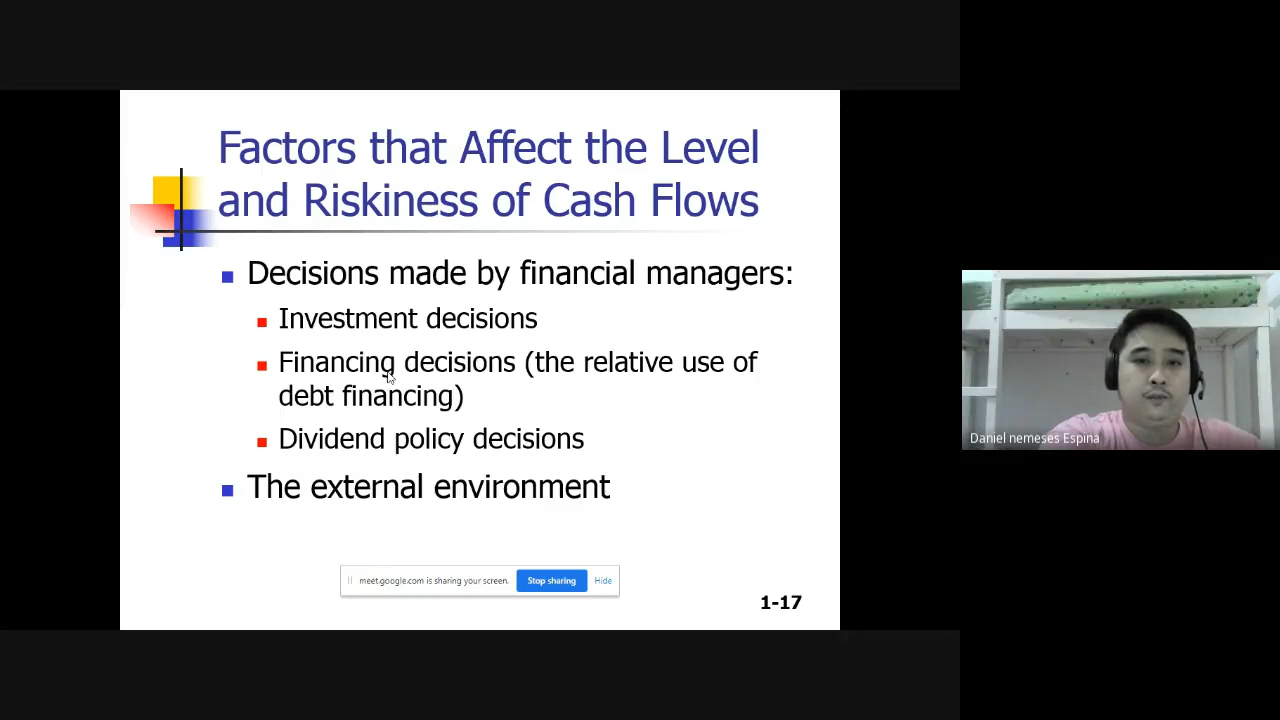 Factors that Affect the Level
and Riskiness of Cash Flows
Decisions made by financial managers:
Investment decisions
Financing decisions (the relative use of
debt financing)
Dividend policy decisions
The external environment
meet.google.com is sharing your screen.
Stop sharing
Hide
1-17
Daniel nemeses Espina